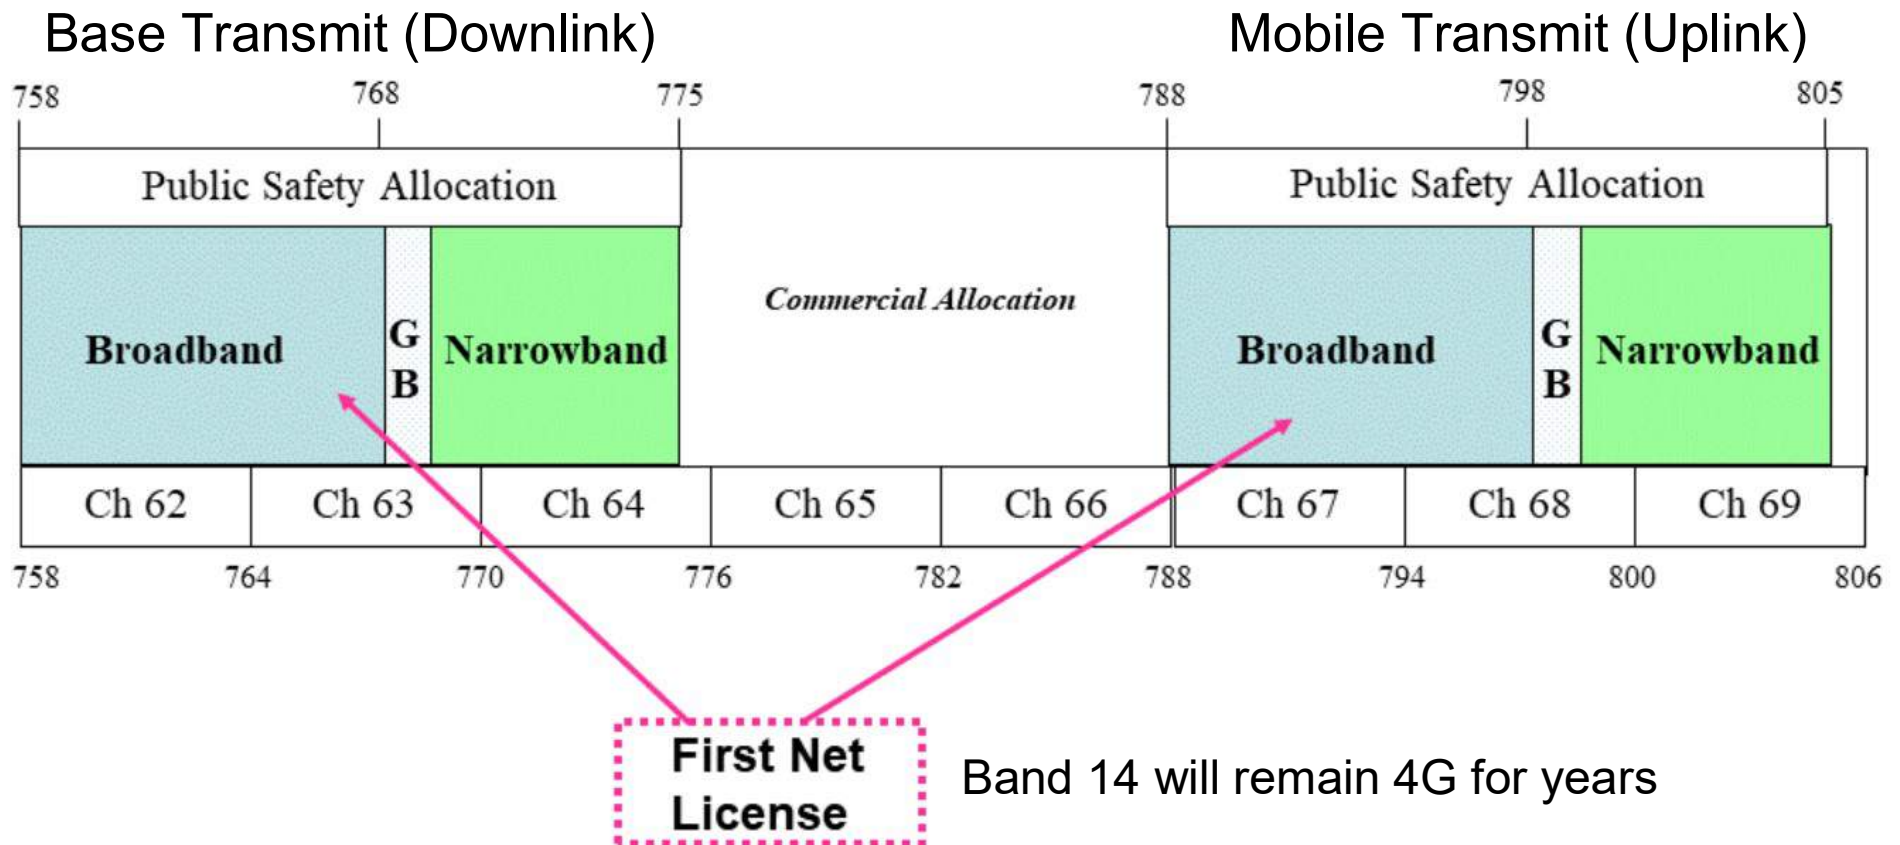 Base Transmit (Downlink)
Mobile Transmit (Uplink)
758
768
775
788
798
805
Public Safety Allocation
Public Safety Allocation
Broadband
G
B
Narrowband
Commercial Allocation
Broadband
G
B
Narrowband
Ch 62
Ch 63
Ch 64
Ch 65
Ch 66
Ch 67
Ch 68
Ch 69
758
764
770
776
782
788
794
800
806
First Net
License
Band 14 will remain 4G for years